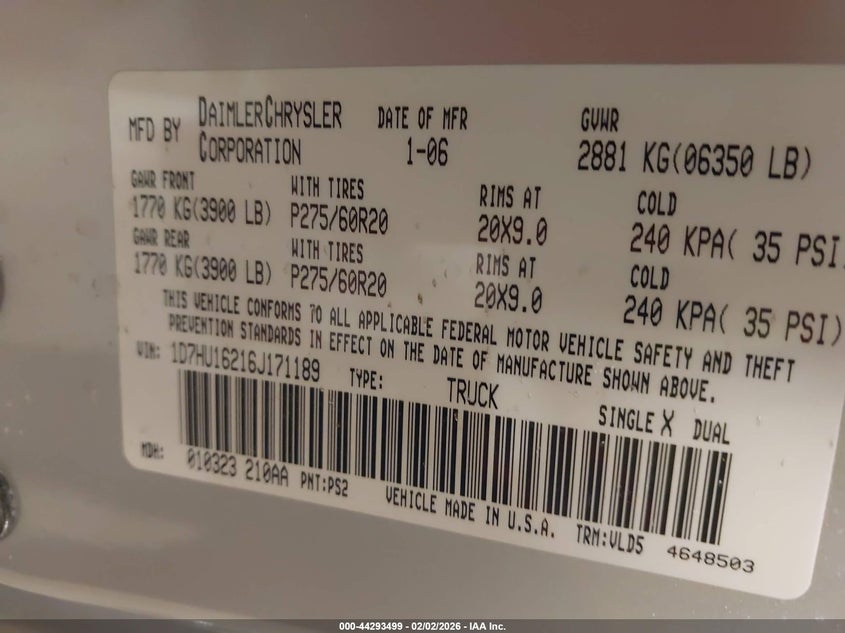 MFD BY DAIMLERCHRYSLER CORPORATION DATE OF MFR 1-06 GVWR 2881 KG(06350 LB)
GAWR FRONT WITH TIRES RIMS AT COLD
1770 KG(3900 LB) P275/60R20 20X9.0 240 KPA( 35 PSI)
GAWR REAR WITH TIRES RIMS AT COLD
1770 KG(3900 LB) P275/60R20 20X9.0 240 KPA( 35 PSI)
THIS VEHICLE CONFORMS TO ALL APPLICABLE FEDERAL MOTOR VEHICLE SAFETY AND THEFT
PREVENTION STANDARDS IN EFFECT ON THE DATE OF MANUFACTURE SHOWN ABOVE.
VIN: 1D7HU16216J171189 TYPE: TRUCK SINGLE X DUAL
MDH: 010323 210AA PNT:PS2 VEHICLE MADE IN U.S.A. TRM:VLD5 4648503
000-44293499 - 02/02/2026 - IAA Inc.